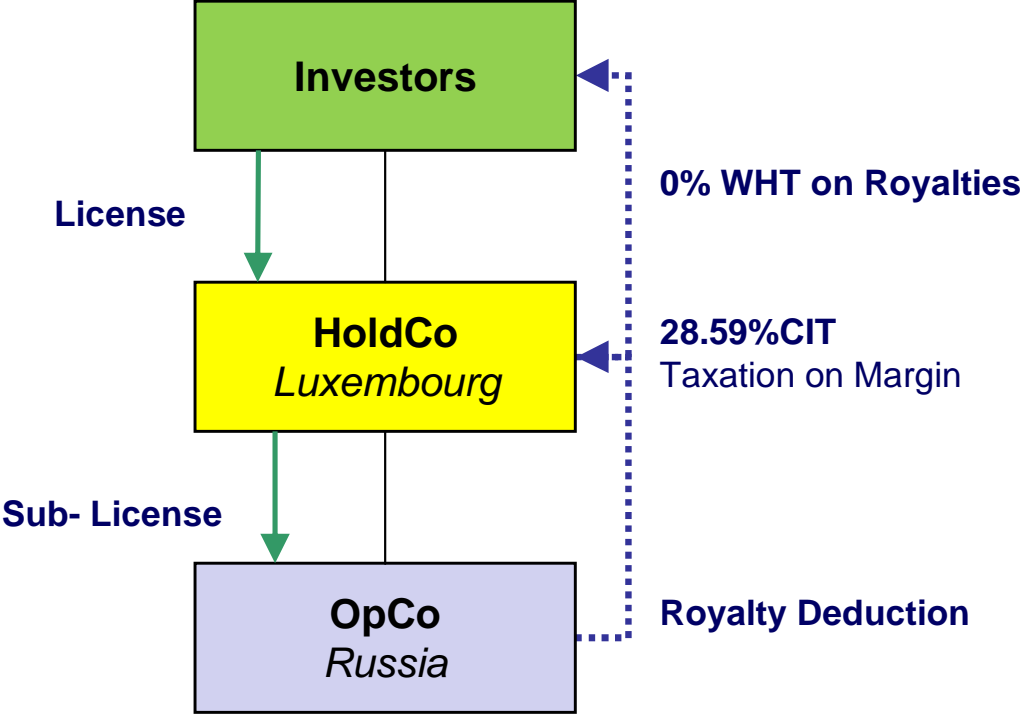 Investors
0% WHT on Royalties
License
HoldCo
Luxembourg
28.59%CIT
Taxation on Margin
Sub- License
OpCo
Russia
Royalty Deduction